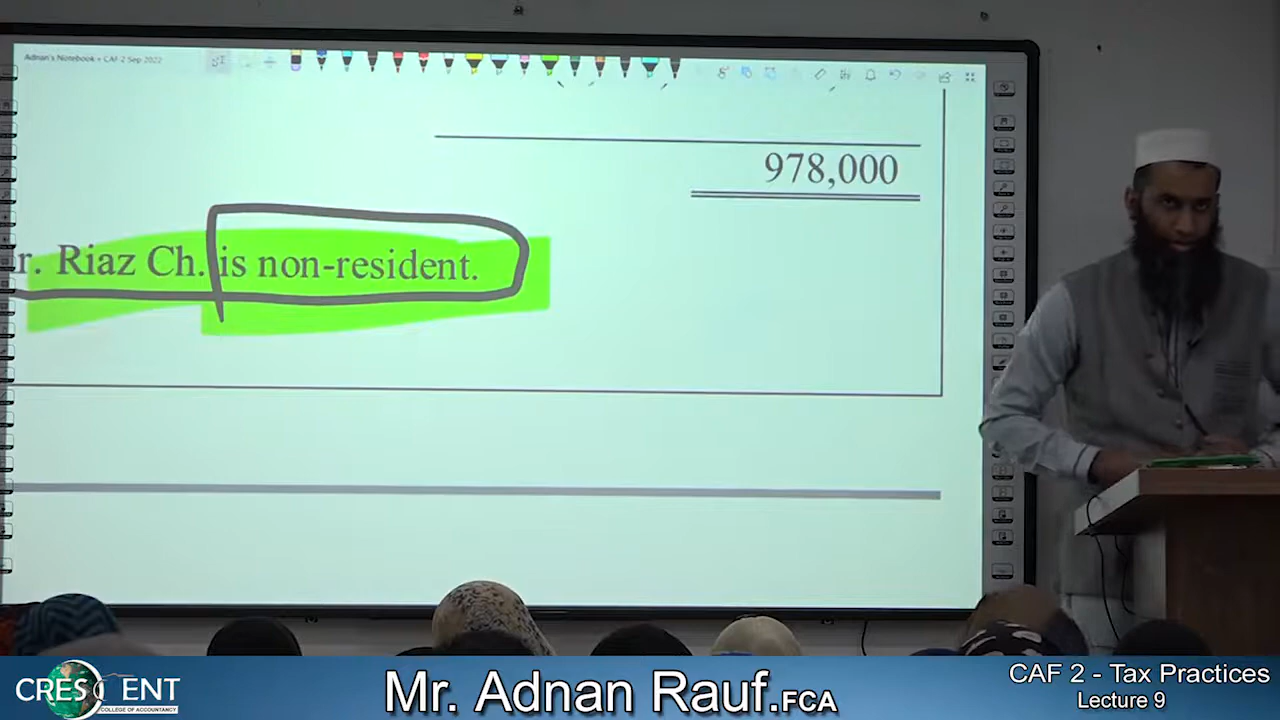 Adnan's Notebook • CAF-2 Sep 2022
978,000
r. Riaz Ch. is non-resident.
CRESCENT
COLLEGE OF ACCOUNTANCY
Mr. Adnan Rauf.FCA
CAF 2 - Tax Practices
Lecture 9